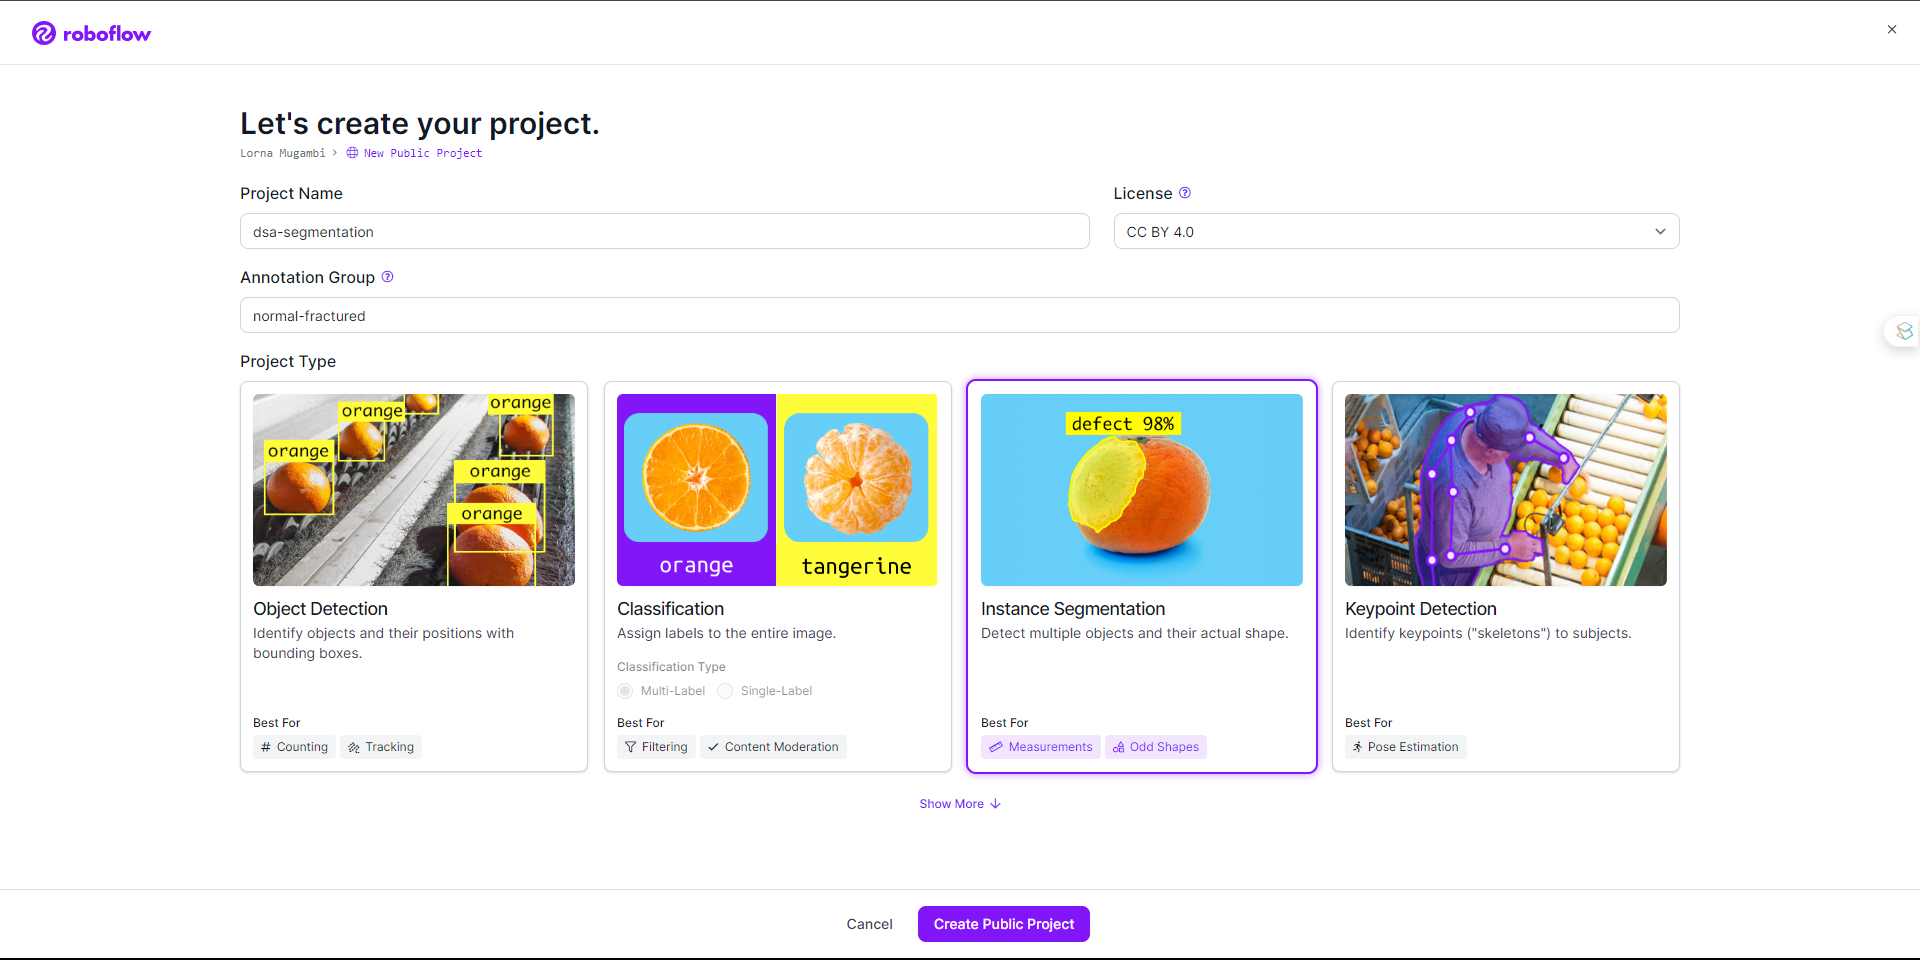 roboflow
Let's create your project.
Lorna Mugambi > New Public Project
Project Name
License
dsa-segmentation
CC BY 4.0
Annotation Group
normal-fractured
Project Type
orange
orange
orange
orange
orange
Object Detection
Identify objects and their positions with
bounding boxes.
Best For
# Counting
Tracking
orange
tangerine
Classification
Assign labels to the entire image.
Classification Type
Multi-Label
Single-Label
Best For
Filtering
Content Moderation
defect 98%
Instance Segmentation
Detect multiple objects and their actual shape.
Best For
Measurements
Odd Shapes
Keypoint Detection
Identify keypoints ("skeletons") to subjects.
Best For
Pose Estimation
Show More ↓
Cancel
Create Public Project